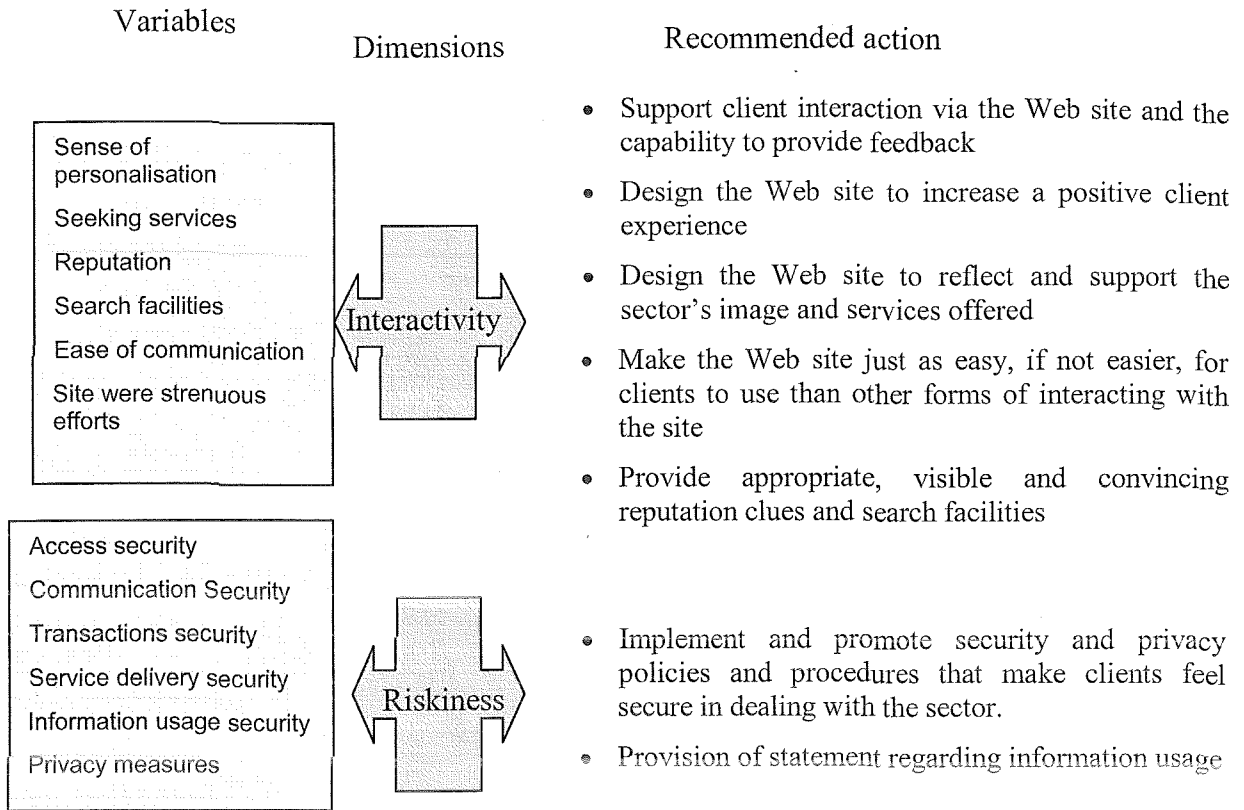 Variables
Dimensions
Recommended action
Sense of
personalisation
Seeking services
Reputation
Search facilities
Ease of communication
Site were strenuous
efforts
Interactivity
• Support client interaction via the Web site and the
capability to provide feedback
• Design the Web site to increase a positive client
experience
• Design the Web site to reflect and support the
sector's image and services offered
• Make the Web site just as easy, if not easier, for
clients to use than other forms of interacting with
the site
• Provide appropriate, visible and convincing
reputation clues and search facilities
Access security
Communication Security
Transactions security
Service delivery security
Information usage security
Privacy measures
Riskiness
• Implement and promote security and privacy
policies and procedures that make clients feel
secure in dealing with the sector.
• Provision of statement regarding information usage